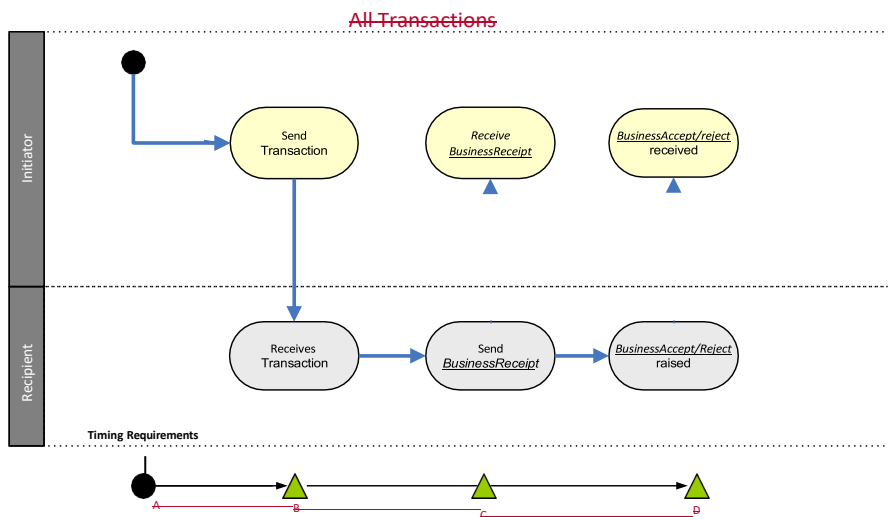 All Transactions
Initiator
Send
Transaction
Receive
BusinessReceipt
BusinessAccept/reject
received
Recipient
Receives
Transaction
Send
BusinessReceipt
BusinessAccept/Reject
raised
Timing Requirements
A
B
C
D